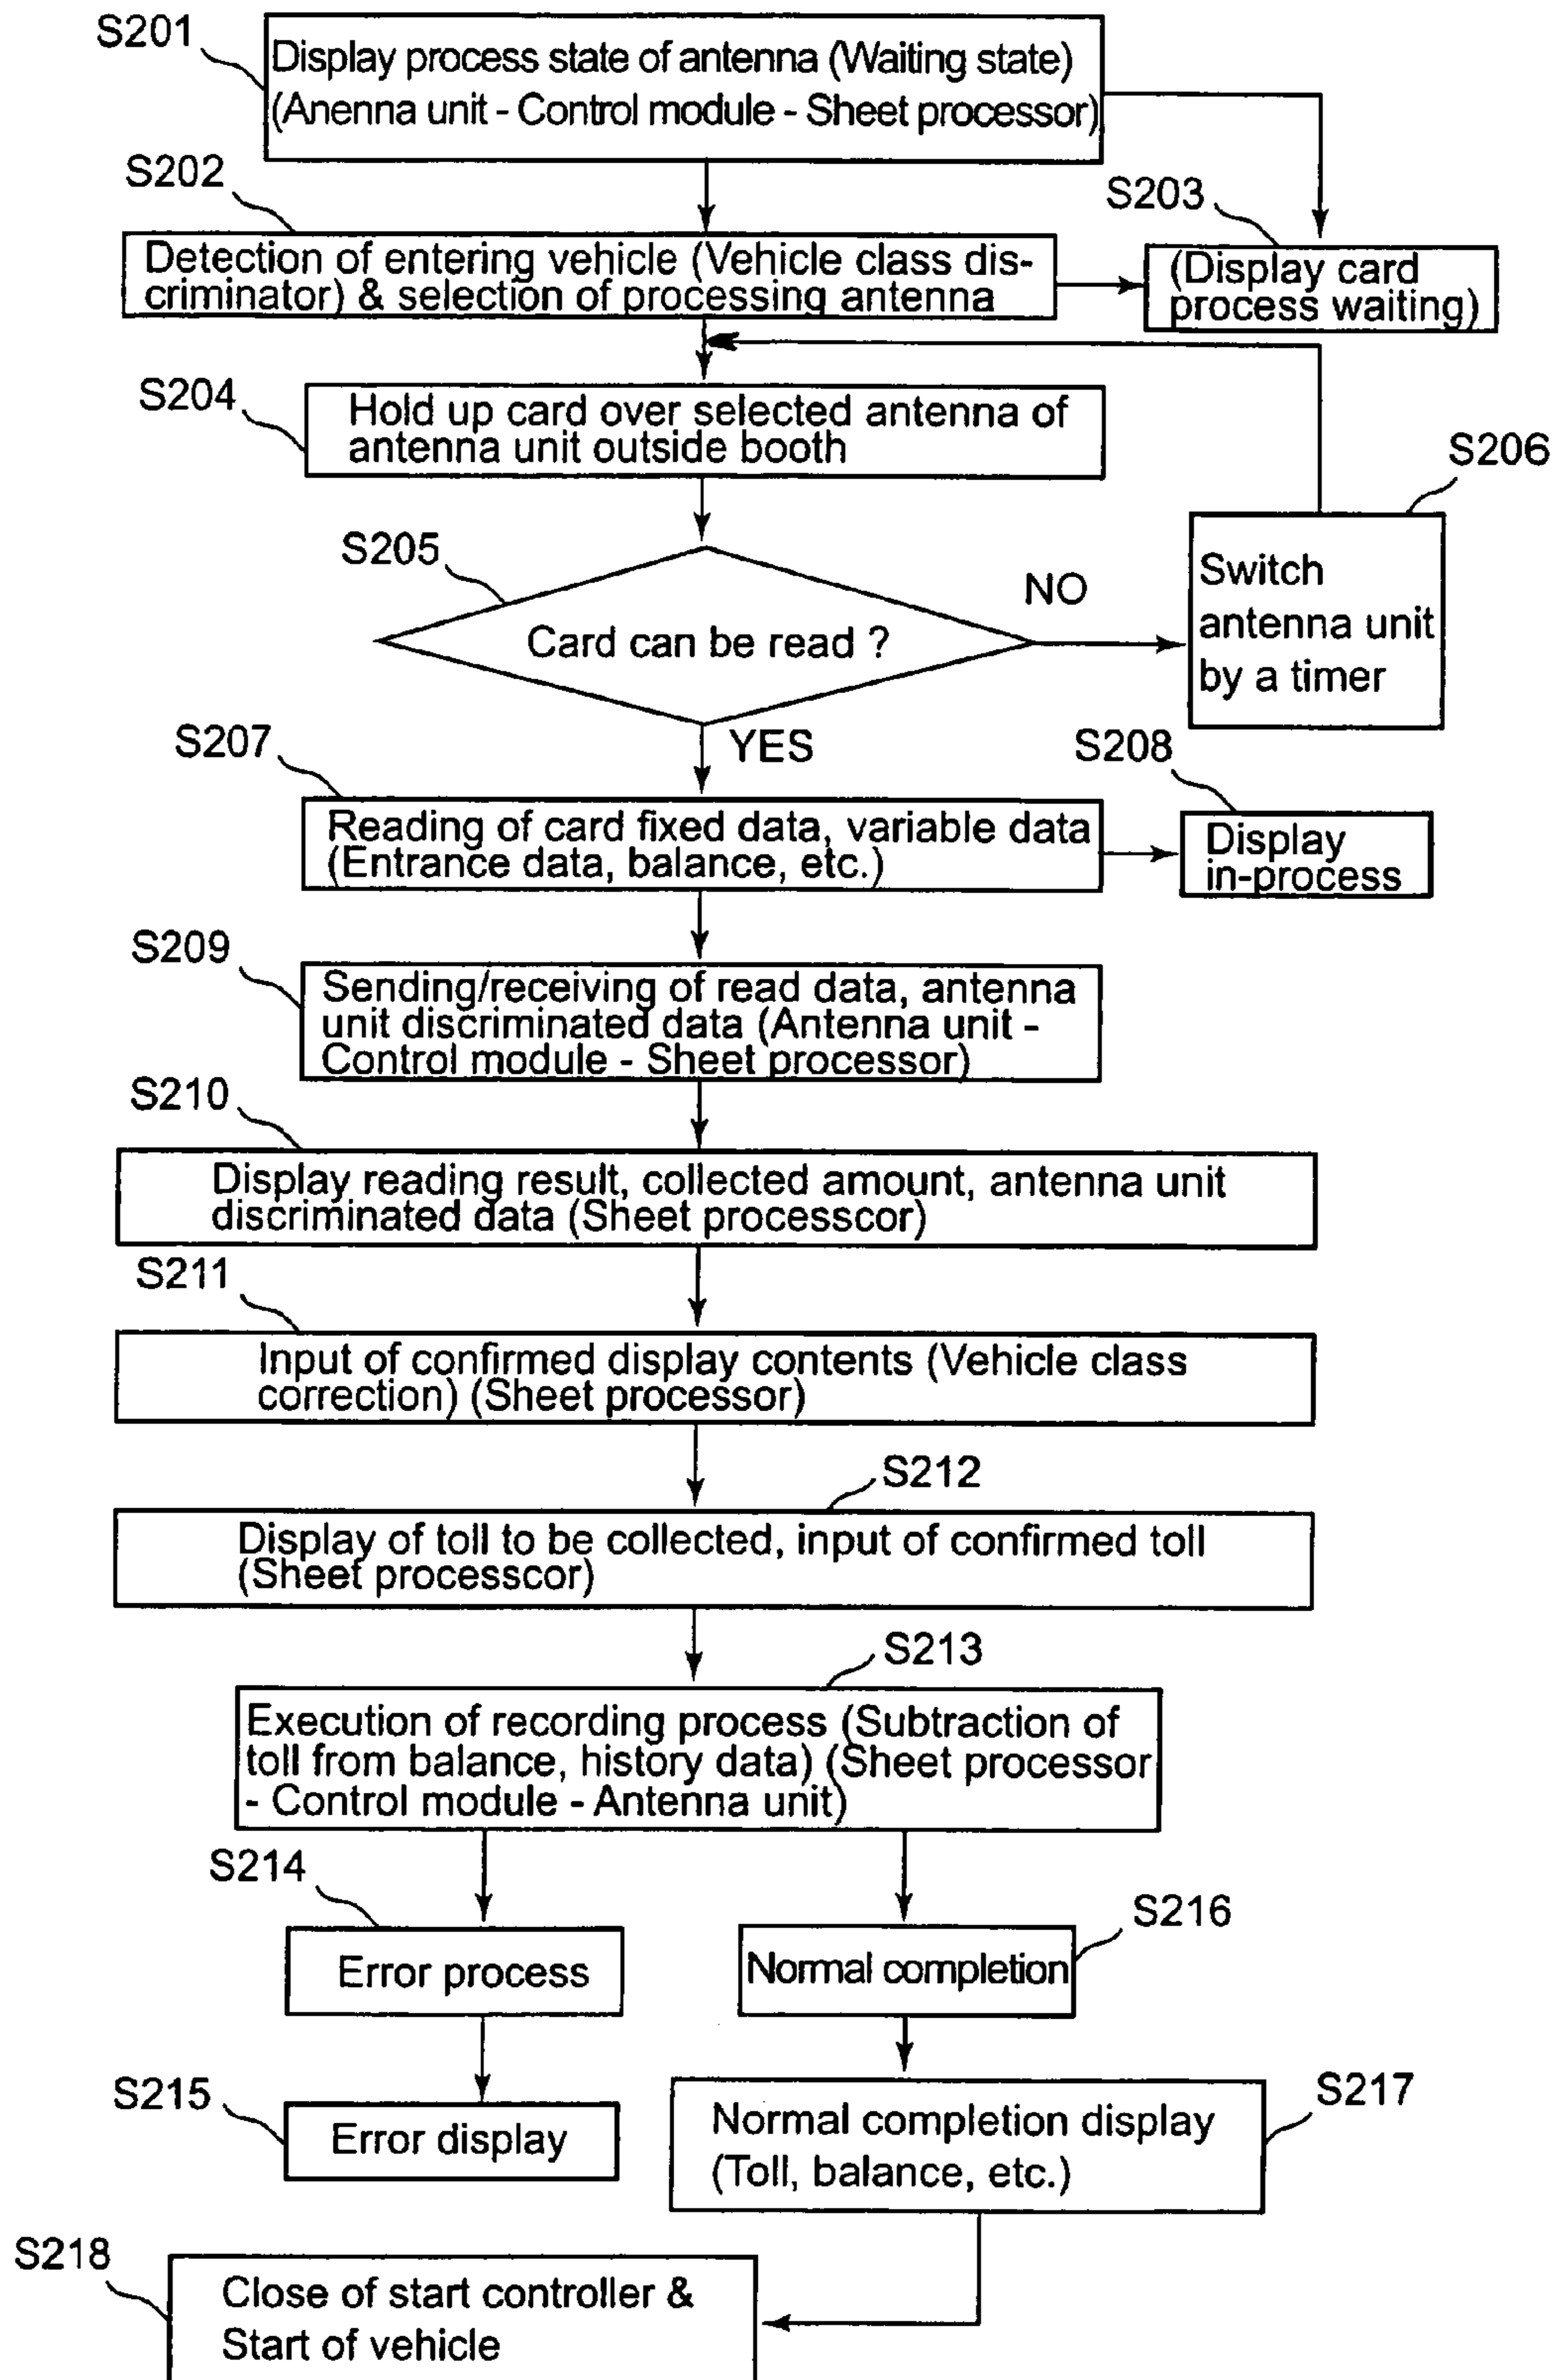 S201
Display process state of antenna (Waiting state)
(Anenna unit - Control module - Sheet processor)
S202
Detection of entering vehicle (Vehicle class dis-
criminator) & selection of processing antenna
S203
(Display card
process waiting)
S204
Hold up card over selected antenna of
antenna unit outside booth
S205
Card can be read ?
NO
S206
Switch
antenna unit
by a timer
YES
S207
Reading of card fixed data, variable data
(Entrance data, balance, etc.)
S208
Display
in-process
S209
Sending/receiving of read data, antenna
unit discriminated data (Antenna unit -
Control module - Sheet processor)
S210
Display reading result, collected amount, antenna unit
discriminated data (Sheet processcor)
S211
Input of confirmed display contents (Vehicle class
correction) (Sheet processor)
S212
Display of toll to be collected, input of confirmed toll
(Sheet processcor)
S213
Execution of recording process (Subtraction of
toll from balance, history data) (Sheet processor
- Control module - Antenna unit)
S214
Error process
S215
Error display
S216
Normal completion
S217
Normal completion display
(Toll, balance, etc.)
S218
Close of start controller &
Start of vehicle